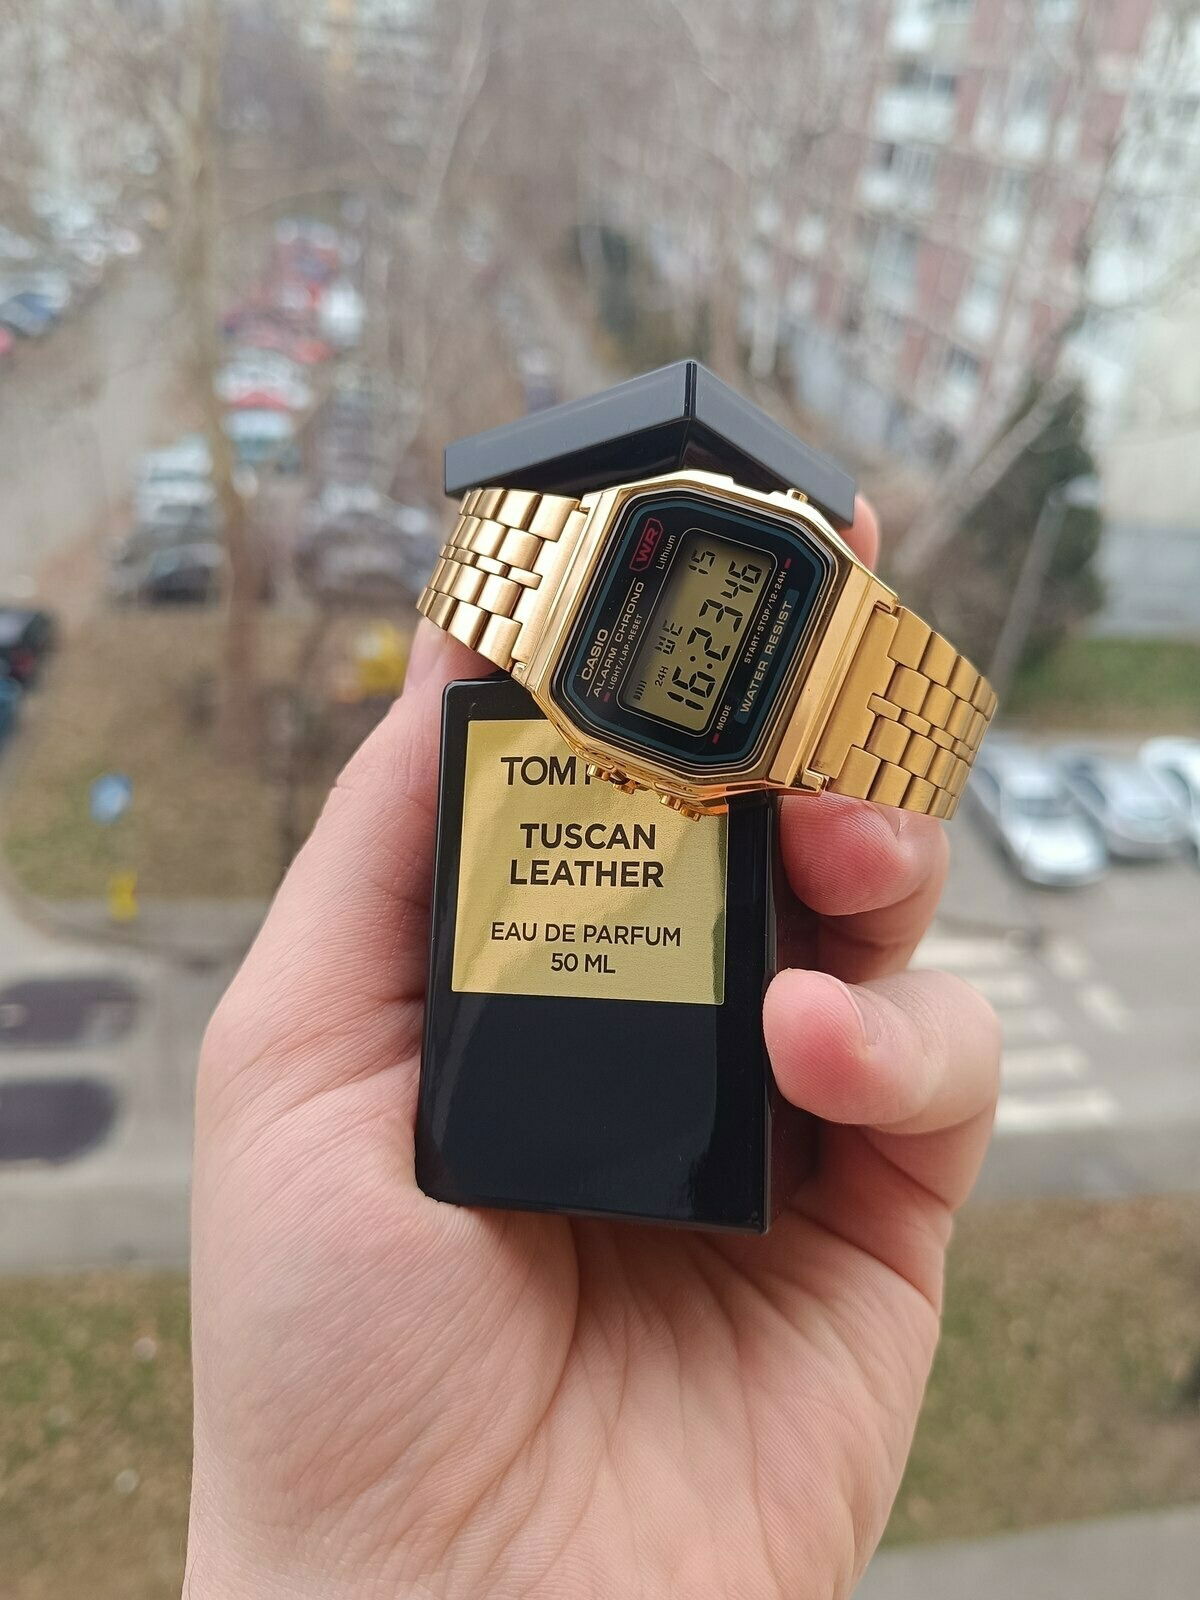 WR
Lithium
CASIO
ALARM CHRONO
LIGHT/LAP•RESET
24H WE 15
16:23 46
START•STOP/12•24H
MODE
WATER RESIST
TOM
TUSCAN
LEATHER
EAU DE PARFUM
50 ML